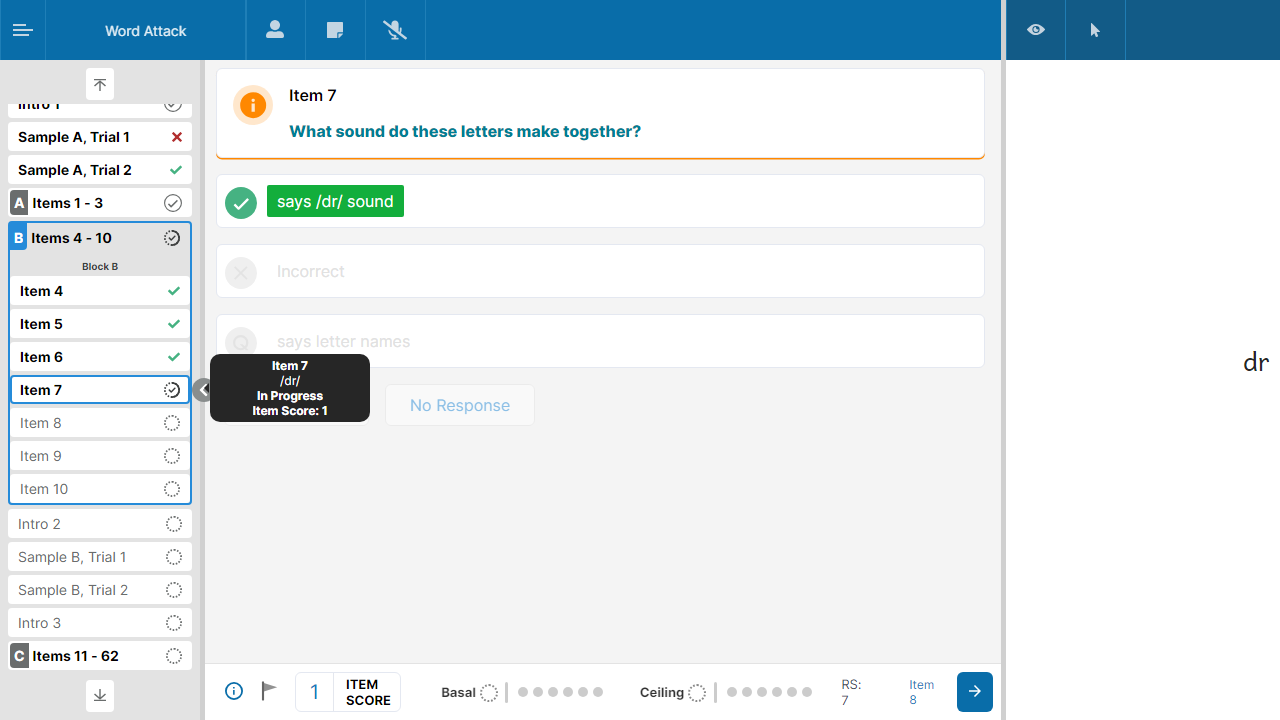 Word Attack
Intro 1
Sample A, Trial 1
Sample A, Trial 2
A Items 1 - 3
B Items 4 - 10
Block B
Item 4
Item 5
Item 6
Item 7
Item 8
Item 9
Item 10
Intro 2
Sample B, Trial 1
Sample B, Trial 2
Intro 3
C Items 11 - 62
Item 7
What sound do these letters make together?
says /dr/ sound
Incorrect
Q says letter names
Item 7
/dr/
In Progress
Item Score: 1
No Response
dr
1 ITEM
SCORE
Basal
Ceiling
RS:
7
Item
8